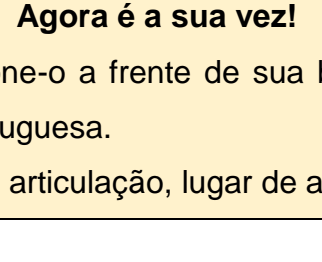 Agora é a sua vez!
ne-o a frente de sua b
uguesa.
articulação, lugar de a